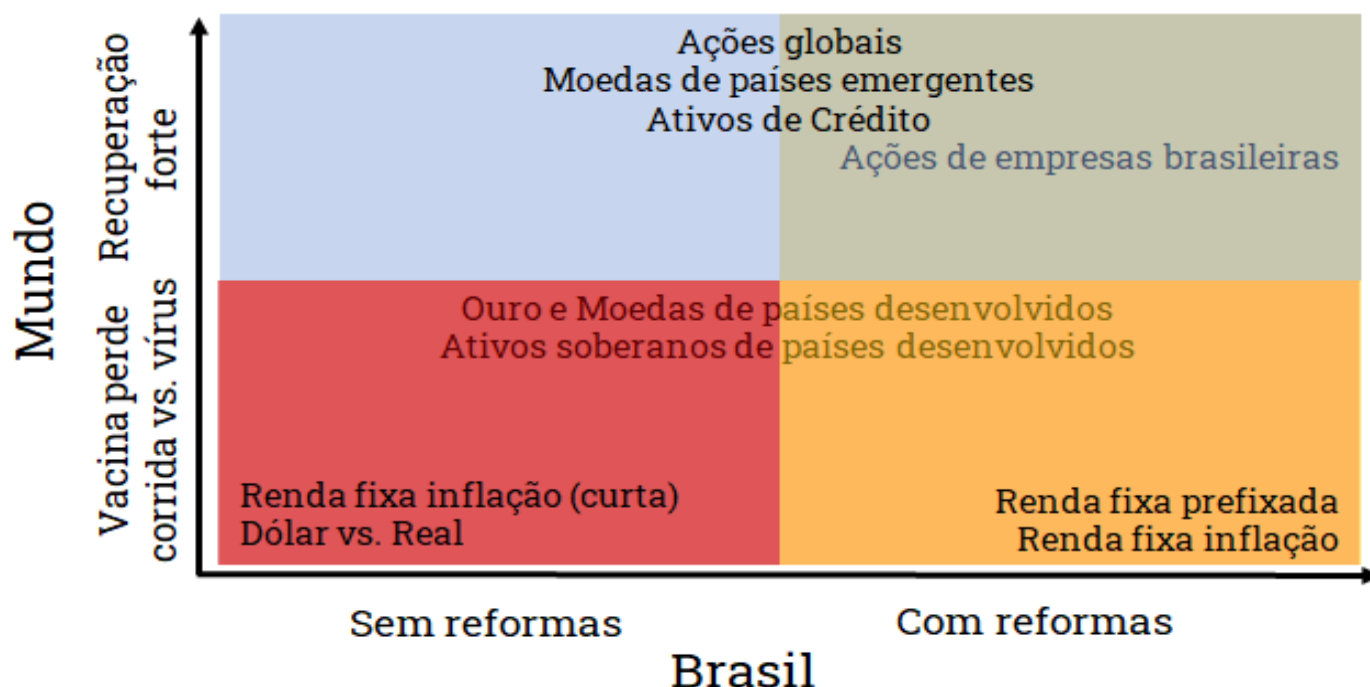 Mundo
Recuperação
forte
Vacina perde
corrida vs. vírus
Ações globais
Moedas de países emergentes
Ativos de Crédito
Ações de empresas brasileiras
Ouro e Moedas de países desenvolvidos
Ativos soberanos de países desenvolvidos
Renda fixa inflação (curta)
Dólar vs. Real
Renda fixa prefixada
Renda fixa inflação
Sem reformas
Com reformas
Brasil